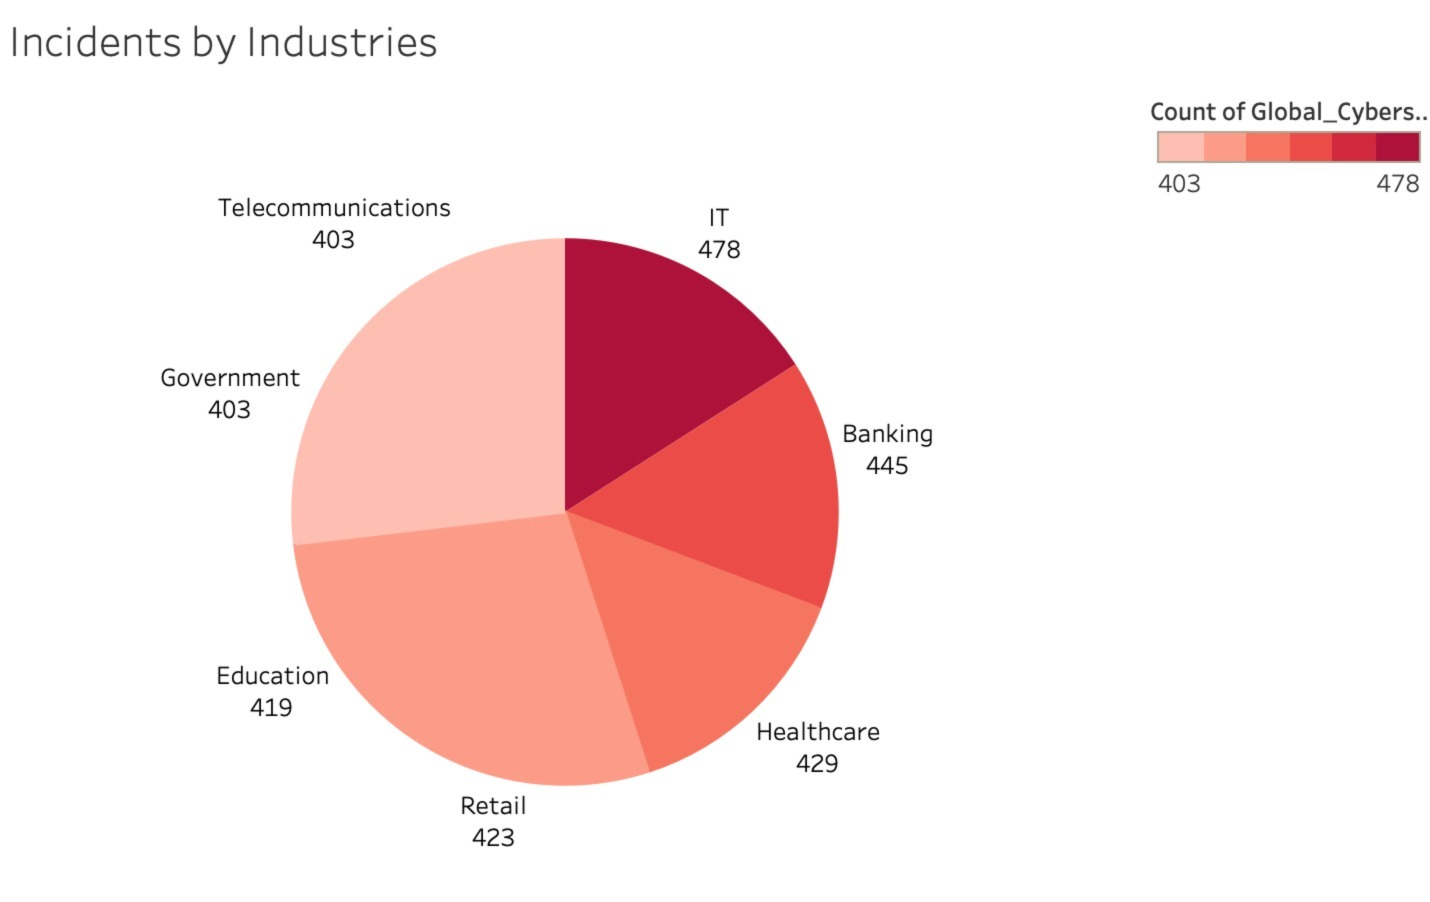 Incidents by Industries
Count of Global_Cybers..
403 478
Telecommunications
403
IT
478
Government
403
Banking
445
Education
419
Healthcare
429
Retail
423